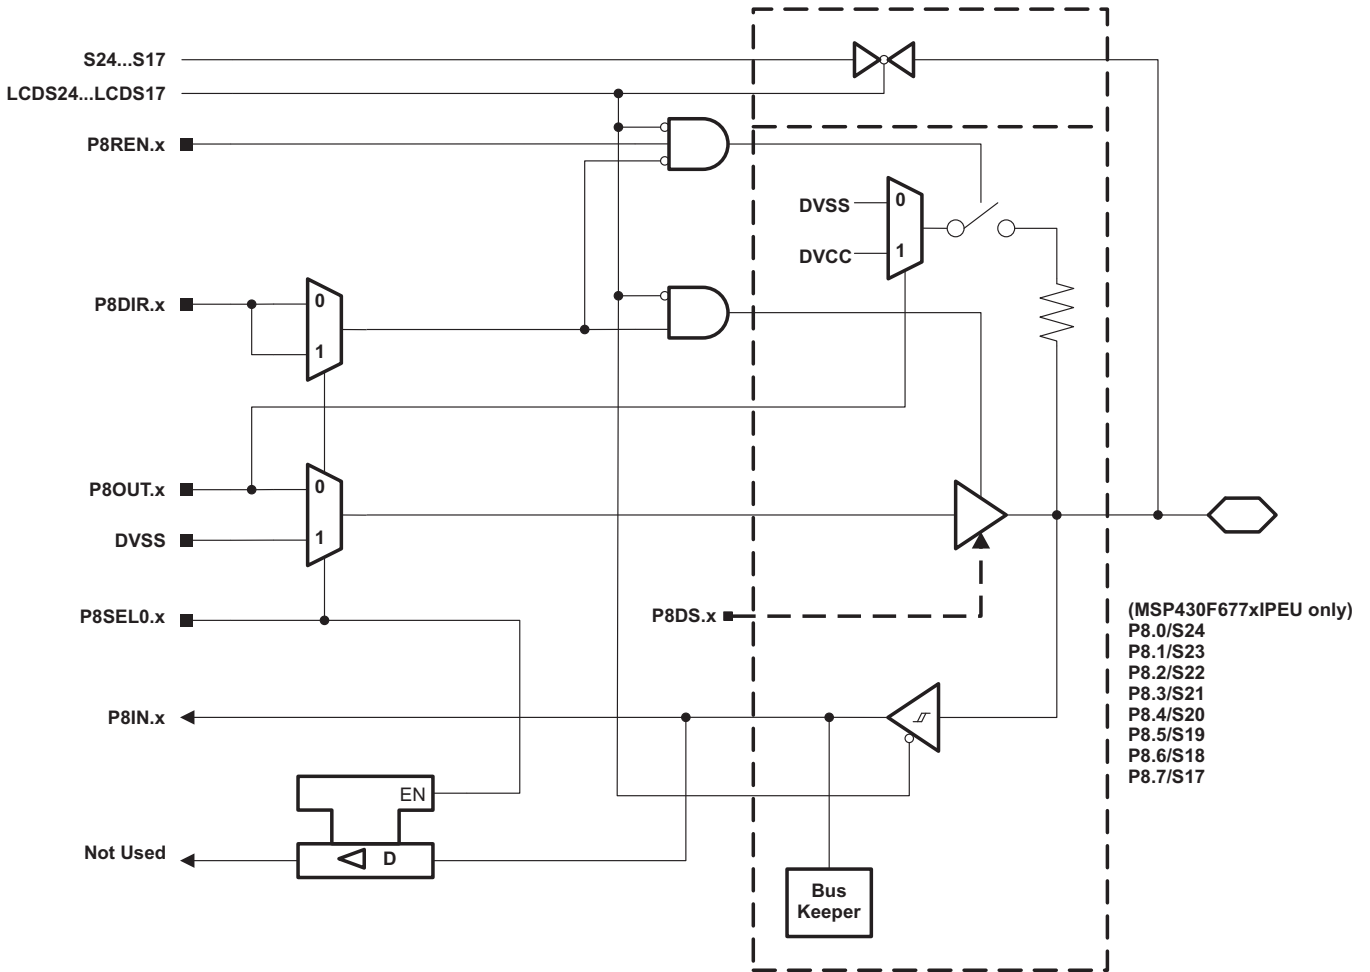 S24...S17
LCDS24...LCDS17
P8REN.x
DVSS
0
DVCC
1
P8DIR.x
0
1
P8OUT.x
0
DVSS
1
P8SEL0.x
P8DS.x
(MSP430F677xIPEU only)
P8.0/S24
P8.1/S23
P8.2/S22
P8.3/S21
P8.4/S20
P8.5/S19
P8.6/S18
P8.7/S17
P8IN.x
EN
Not Used
D
Bus
Keeper